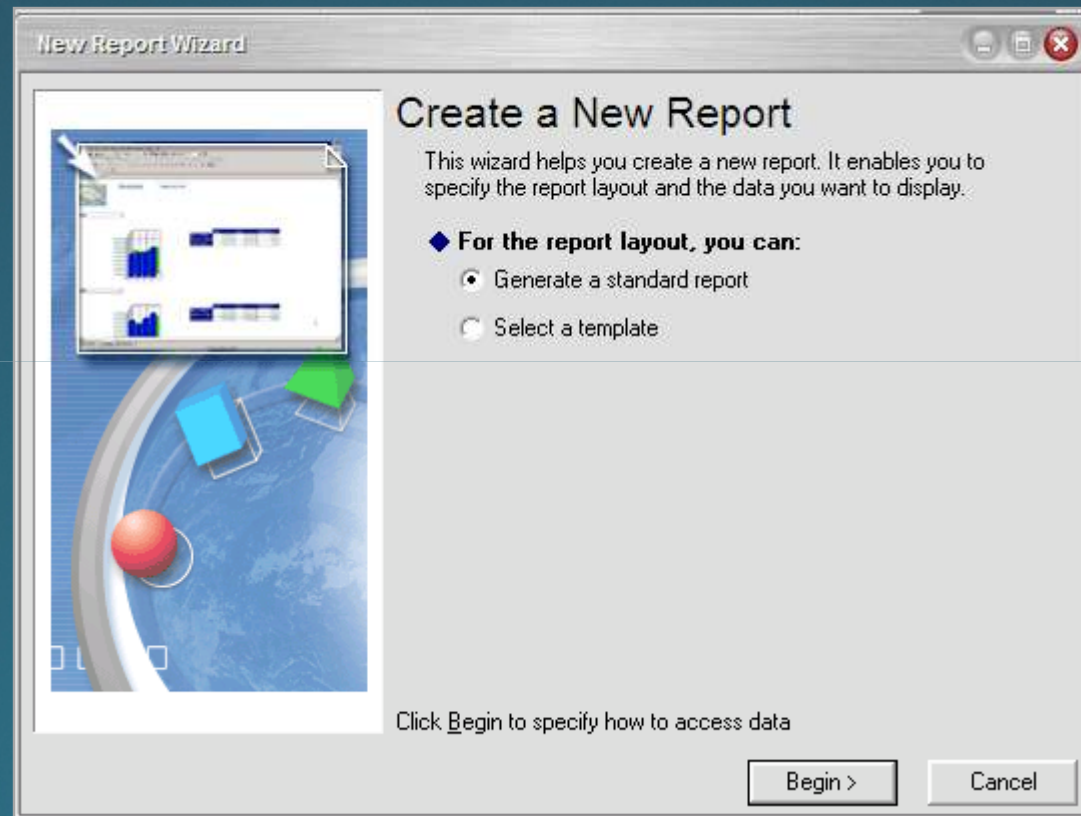 New Report Wizard
Create a New Report
This wizard helps you create a new report. It enables you to
specify the report layout and the data you want to display.
For the report layout, you can:
Generate a standard report
Select a template
Click Begin to specify how to access data
Begin >
Cancel